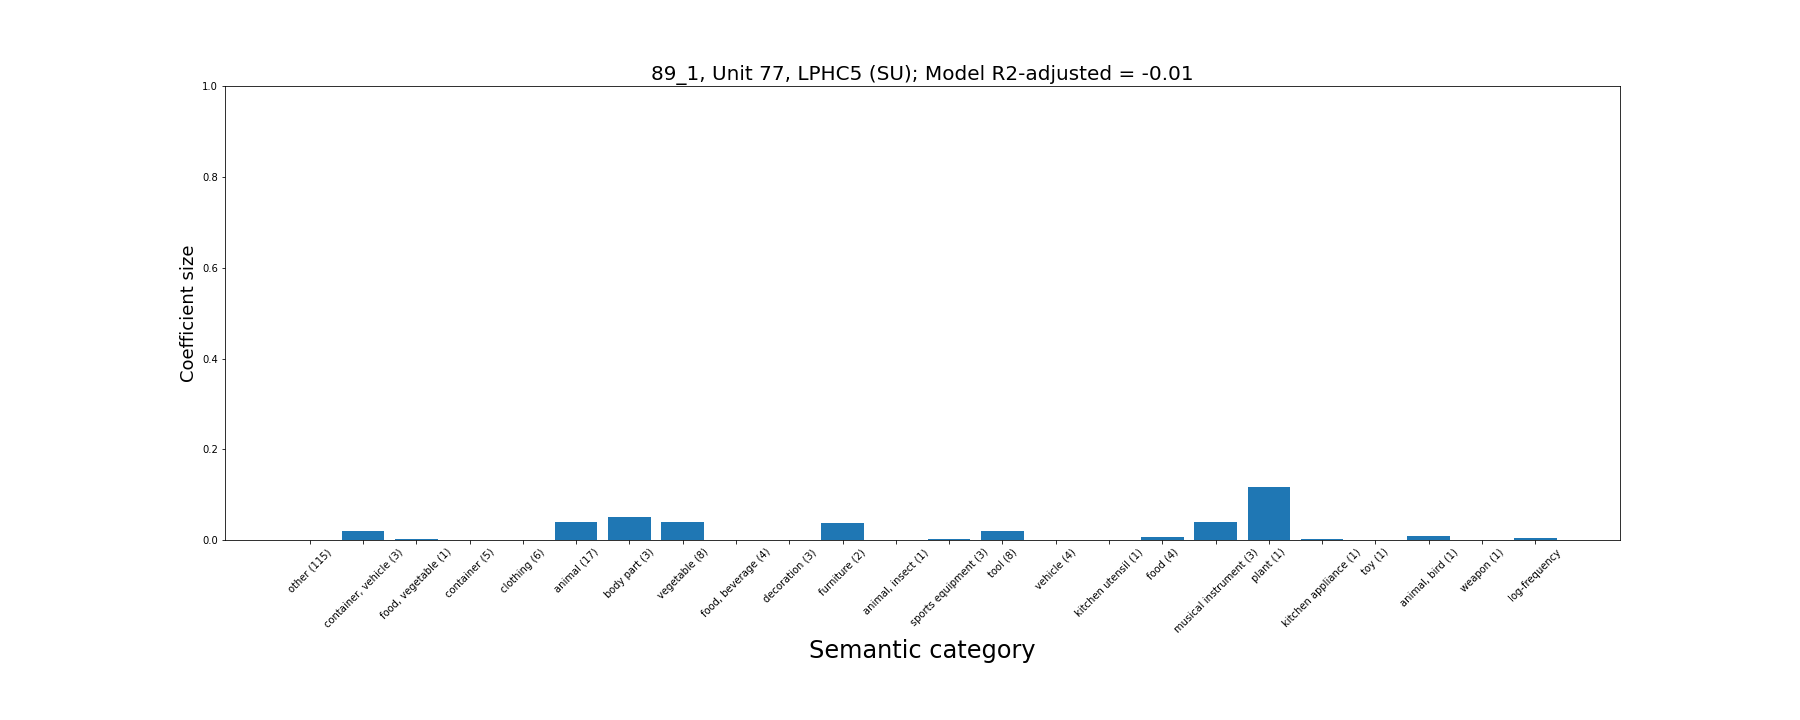 89_1, Unit 77, LPHC5 (SU); Model R2-adjusted = -0.01
1.0
0.8
0.6
0.4
0.2
0.0
Coefficient size
other (115)
container, vehicle (3)
food, vegetable (1)
container (5)
clothing (6)
animal (17)
body part (3)
vegetable (8)
food, beverage (4)
decoration (3)
furniture (2)
animal, insect (1)
sports equipment (3)
tool (8)
vehicle (4)
kitchen utensil (1)
food (4)
musical instrument (3)
plant (1)
kitchen appliance (1)
toy (1)
animal, bird (1)
weapon (1)
log-frequency
Semantic category